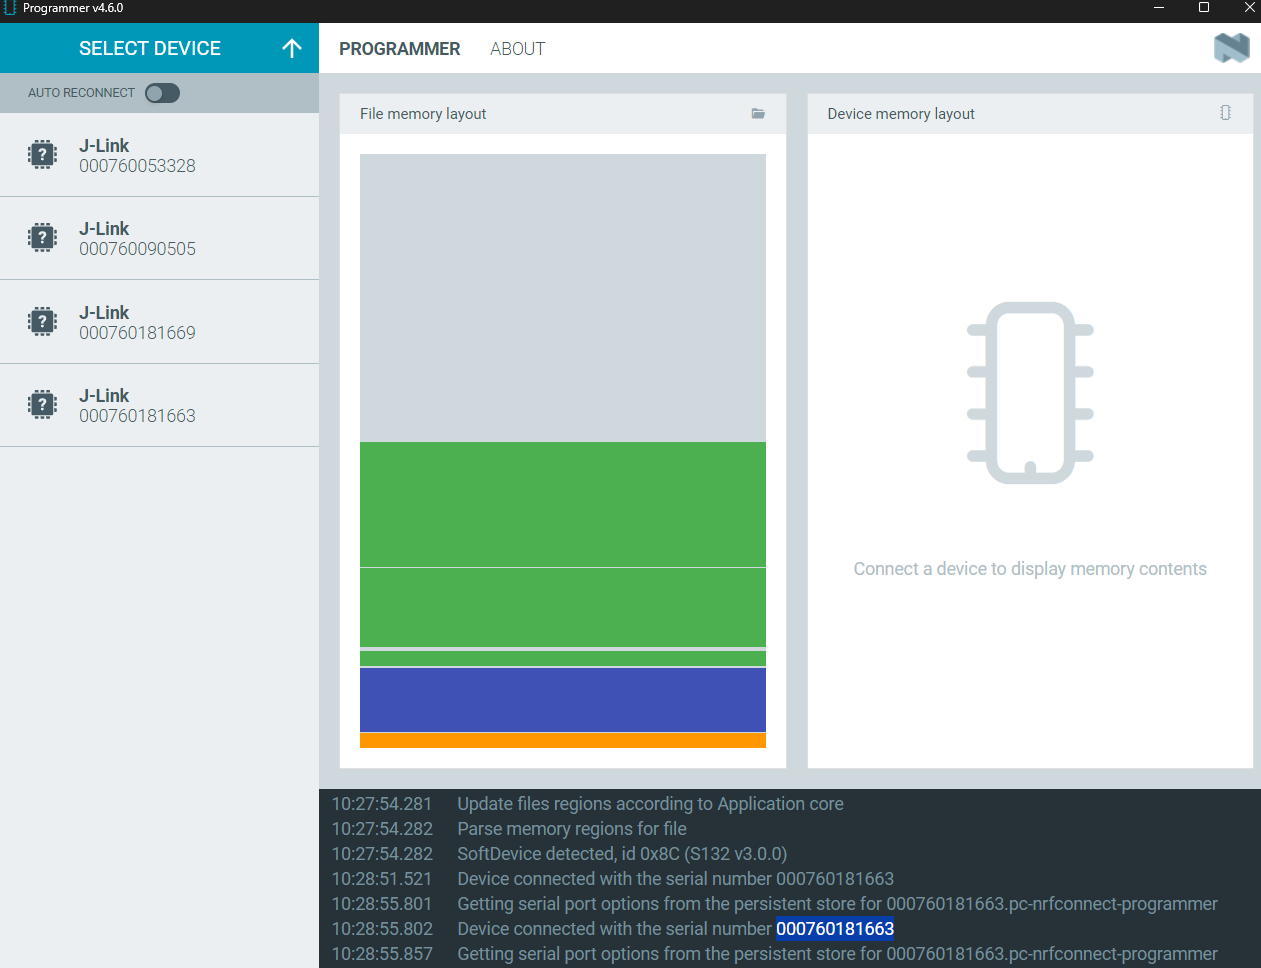 Programmer v4.6.0
SELECT DEVICE
PROGRAMMER ABOUT
AUTO RECONNECT
J-Link
000760053328
J-Link
000760090505
J-Link
000760181669
J-Link
000760181663
File memory layout
Device memory layout
Connect a device to display memory contents
10:27:54.281 Update files regions according to Application core
10:27:54.282 Parse memory regions for file
10:27:54.282 SoftDevice detected, id 0x8C (S132 v3.0.0)
10:28:51.521 Device connected with the serial number 000760181663
10:28:55.801 Getting serial port options from the persistent store for 000760181663.pc-nrfconnect-programmer
10:28:55.802 Device connected with the serial number 000760181663
10:28:55.857 Getting serial port options from the persistent store for 000760181663.pc-nrfconnect-programmer